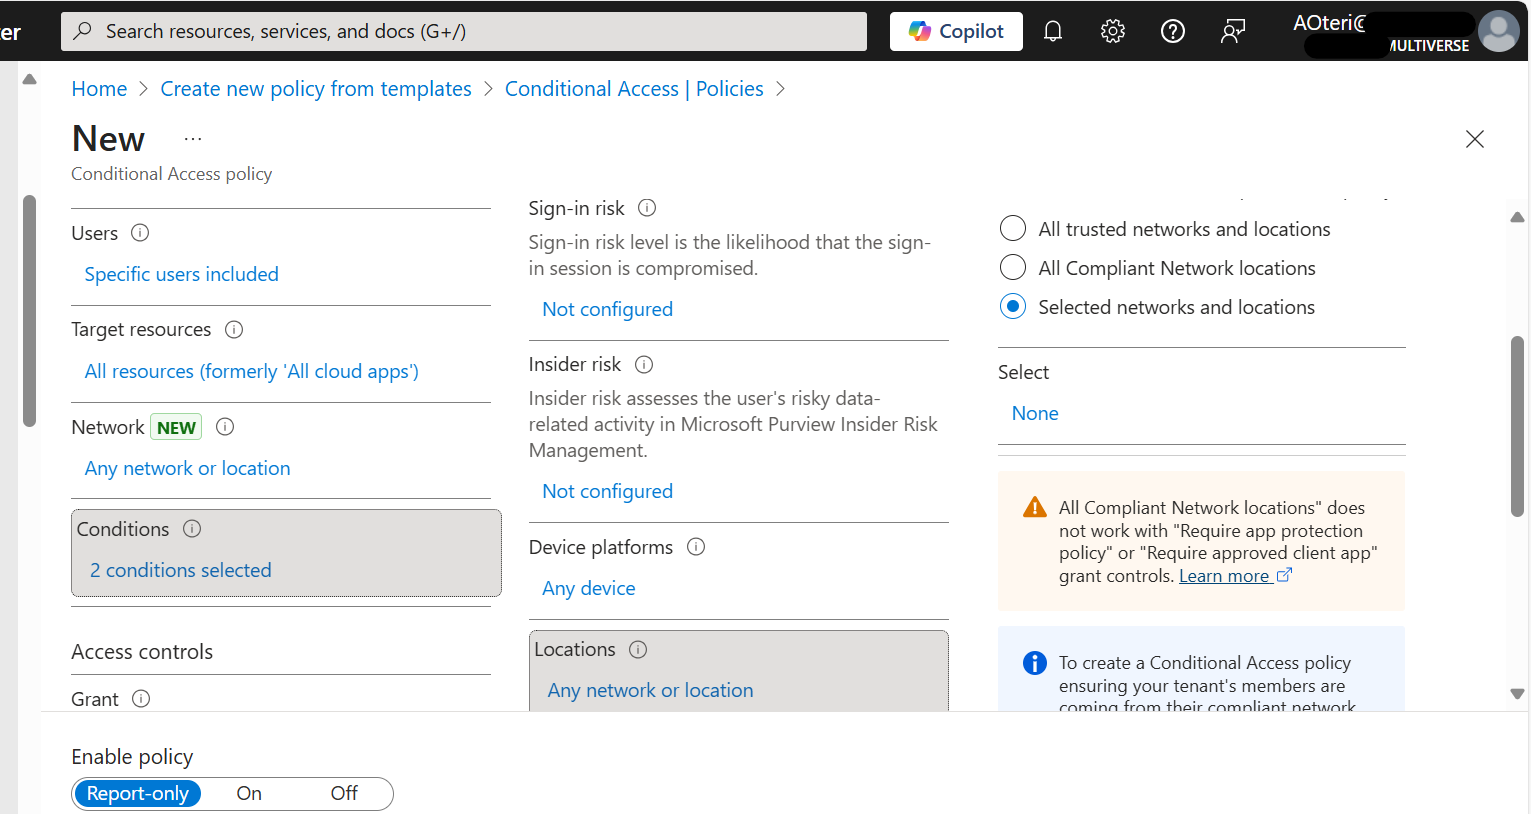 ter
Search resources, services, and docs (G+/)
Copilot
AOteri@
MULTIVERSE
Home > Create new policy from templates > Conditional Access | Policies >
New ...
Conditional Access policy
Users
Specific users included
Target resources
All resources (formerly 'All cloud apps')
Network NEW
Any network or location
Conditions
2 conditions selected
Access controls
Grant
Sign-in risk
Sign-in risk level is the likelihood that the sign-
in session is compromised.
Not configured
Insider risk
Insider risk assesses the user's risky data-
related activity in Microsoft Purview Insider Risk
Management.
Not configured
Device platforms
Any device
Locations
Any network or location
All trusted networks and locations
All Compliant Network locations
Selected networks and locations
Select
None
All Compliant Network locations" does
not work with "Require app protection
policy" or "Require approved client app"
grant controls. Learn more
To create a Conditional Access policy
ensuring your tenant's members are
coming from their compliant network
Enable policy
Report-only On Off